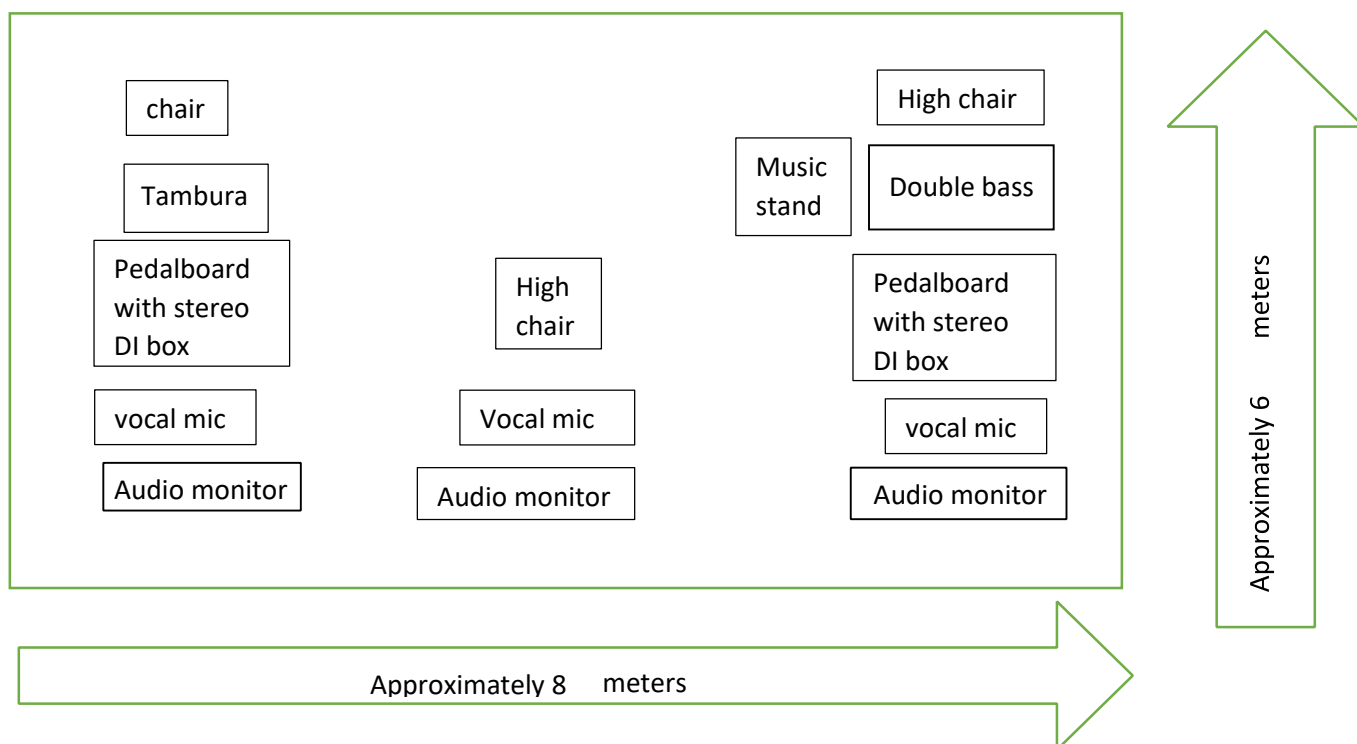 chair
Tambura
Pedalboard
with stereo
DI box
vocal mic
Audio monitor
High
chair
Vocal mic
Audio monitor
High chair
Music
stand
Double bass
Pedalboard
with stereo
DI box
vocal mic
Audio monitor
Approximately 8 meters
Approximately 6 meters